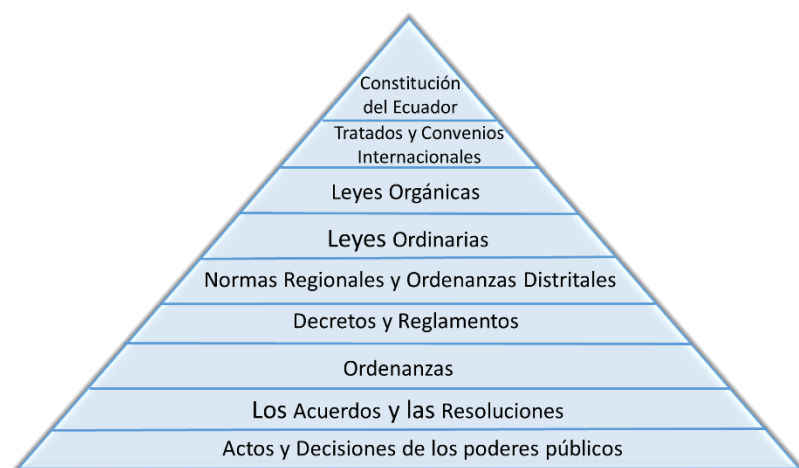 Constitución
del Ecuador
Tratados y Convenios
Internacionales
Leyes Orgánicas
Leyes Ordinarias
Normas Regionales y Ordenanzas Distritales
Decretos y Reglamentos
Ordenanzas
Los Acuerdos y las Resoluciones
Actos y Decisiones de los poderes públicos